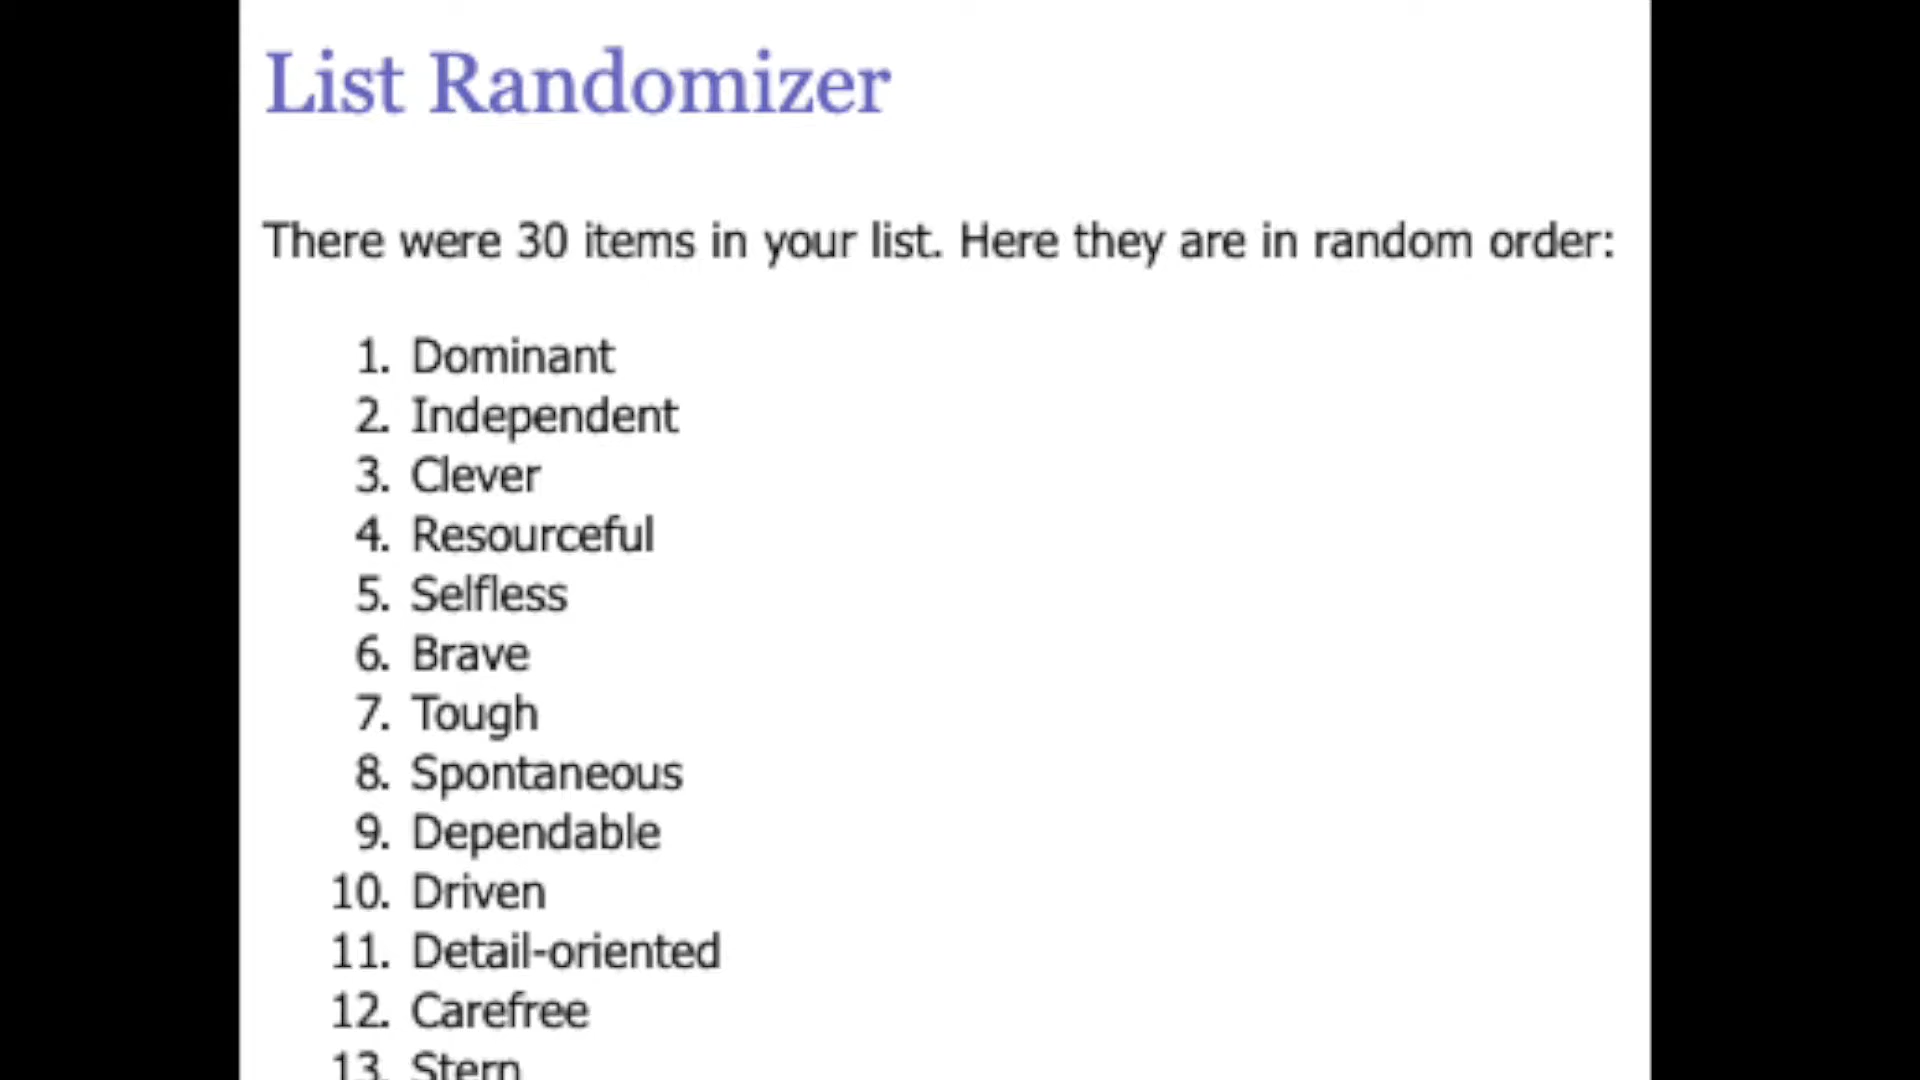 List Randomizer
There were 30 items in your list. Here they are in random order:
1. Dominant
2. Independent
3. Clever
4. Resourceful
5. Selfless
6. Brave
7. Tough
8. Spontaneous
9. Dependable
10. Driven
11. Detail-oriented
12. Carefree
13. Stern